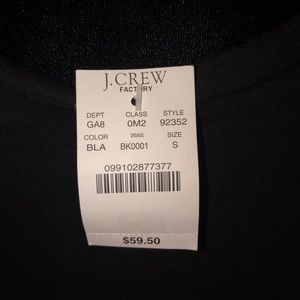 J.CREW
FACTORY
DEPT CLASS STYLE
GA8 0M2 92352
COLOR SIZE
BLA BK0001 S
099102877377
$59.50